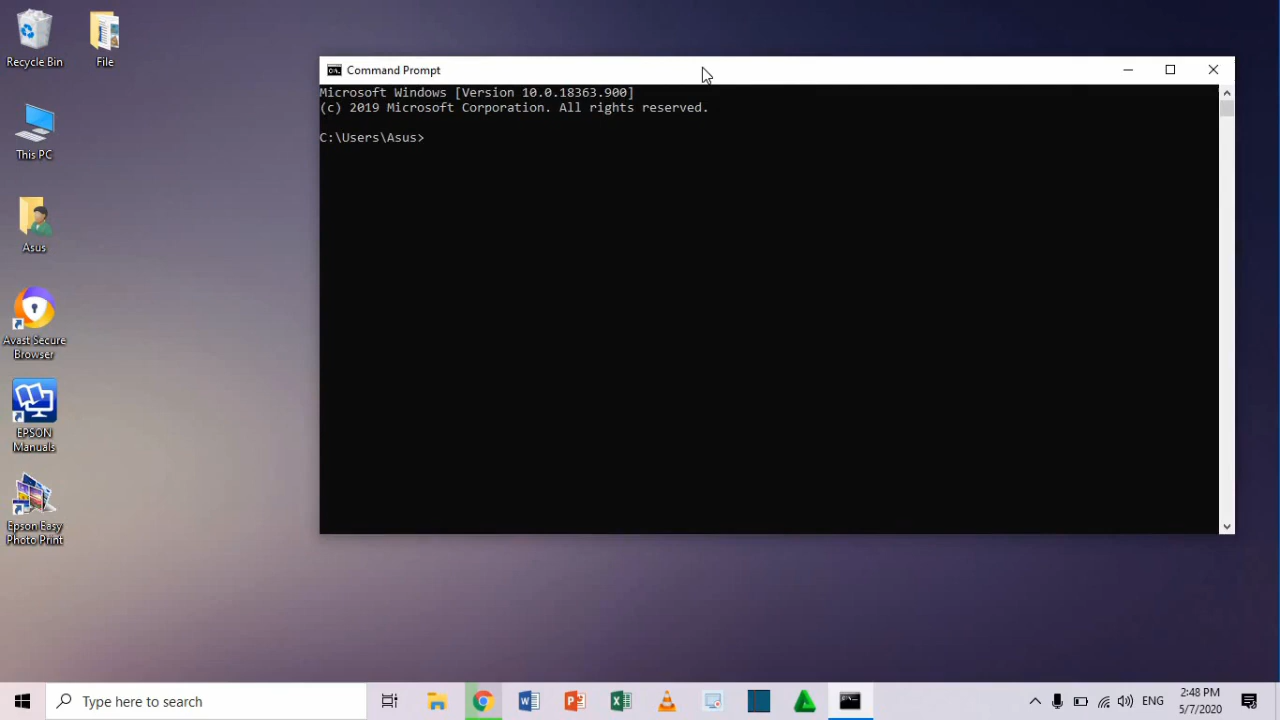 Recycle Bin
File
This PC
Asus
Avast Secure
Browser
EPSON
Manuals
Epson Easy
Photo Print
Command Prompt
Microsoft Windows [Version 10.0.18363.900]
(c) 2019 Microsoft Corporation. All rights reserved.
C:\Users\Asus>
Type here to search
ENG
2:48 PM
5/7/2020